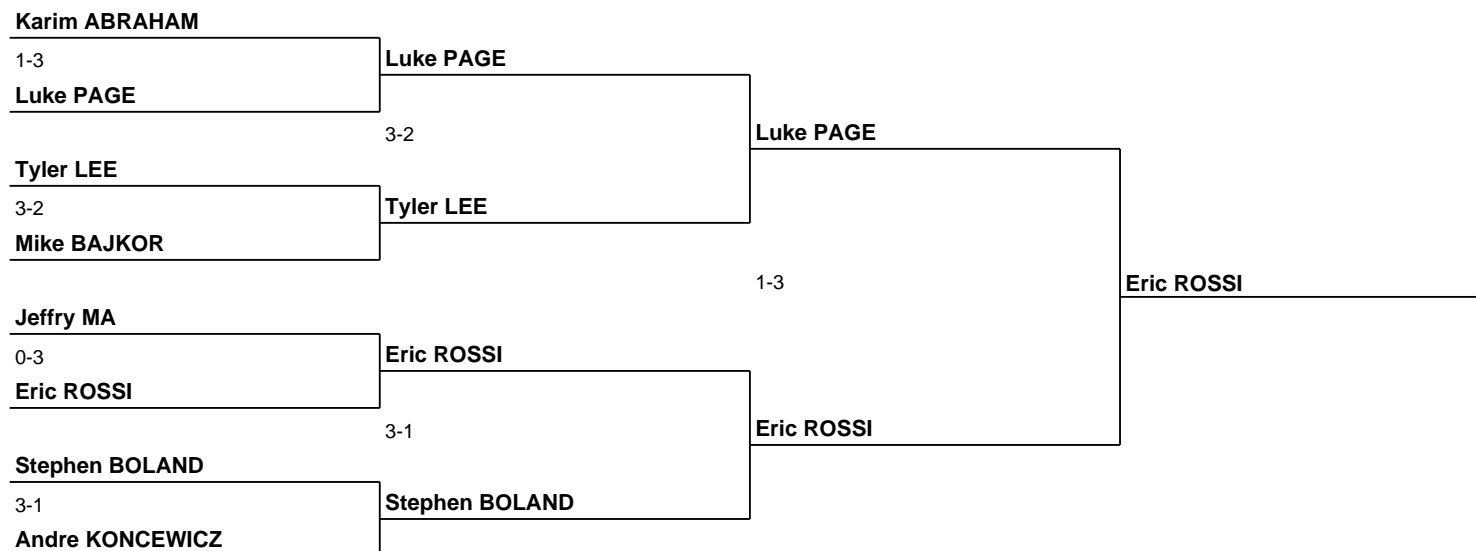 Karim ABRAHAM
1-3
Luke PAGE
Luke PAGE
3-2
Luke PAGE
Tyler LEE
3-2
Tyler LEE
Mike BAJKOR
1-3
Eric ROSSI
Jeffry MA
0-3
Eric ROSSI
Eric ROSSI
3-1
Eric ROSSI
Stephen BOLAND
3-1
Stephen BOLAND
Andre KONCEWICZ